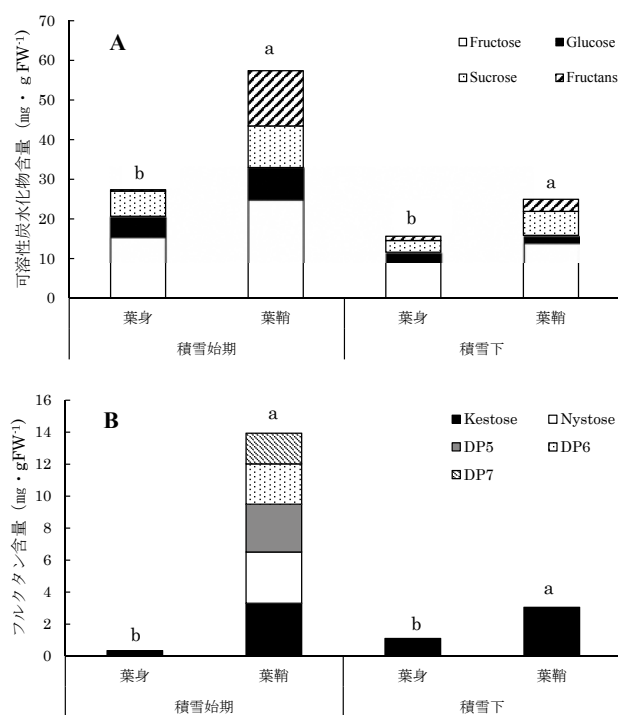 A
□Fructose ■Glucose
Sucrose Fructans
可溶性炭水化物含量（㎎・g FW-1）
70
60
50
40
30
20
10
0
b
a
b
a
葉身 葉鞘 葉身 葉鞘
積雪始期 積雪下
B
■Kestose □Nystose
DP5 DP6
DP7
フルクタン含量（㎎・gFW-1）
16
14
12
10
8
6
4
2
0
b
a
b
a
葉身 葉鞘 葉身 葉鞘
積雪始期 積雪下